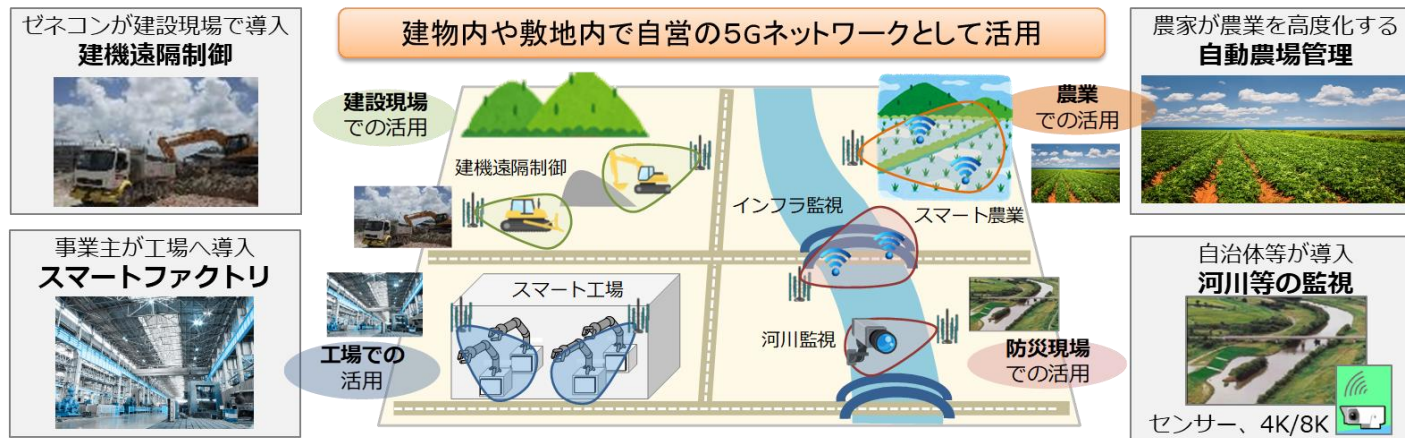 ゼネコンが建設現場で導入
建機遠隔制御
建物内や敷地内で自営の5Gネットワークとして活用
農家が農業を高度化する
自動農場管理
建設現場
での活用
農業
での活用
建機遠隔制御
インフラ監視
スマート農業
事業主が工場へ導入
スマートファクトリ
スマート工場
工場での
活用
河川監視
防災現場
での活用
自治体等が導入
河川等の監視
センサー、4K/8K